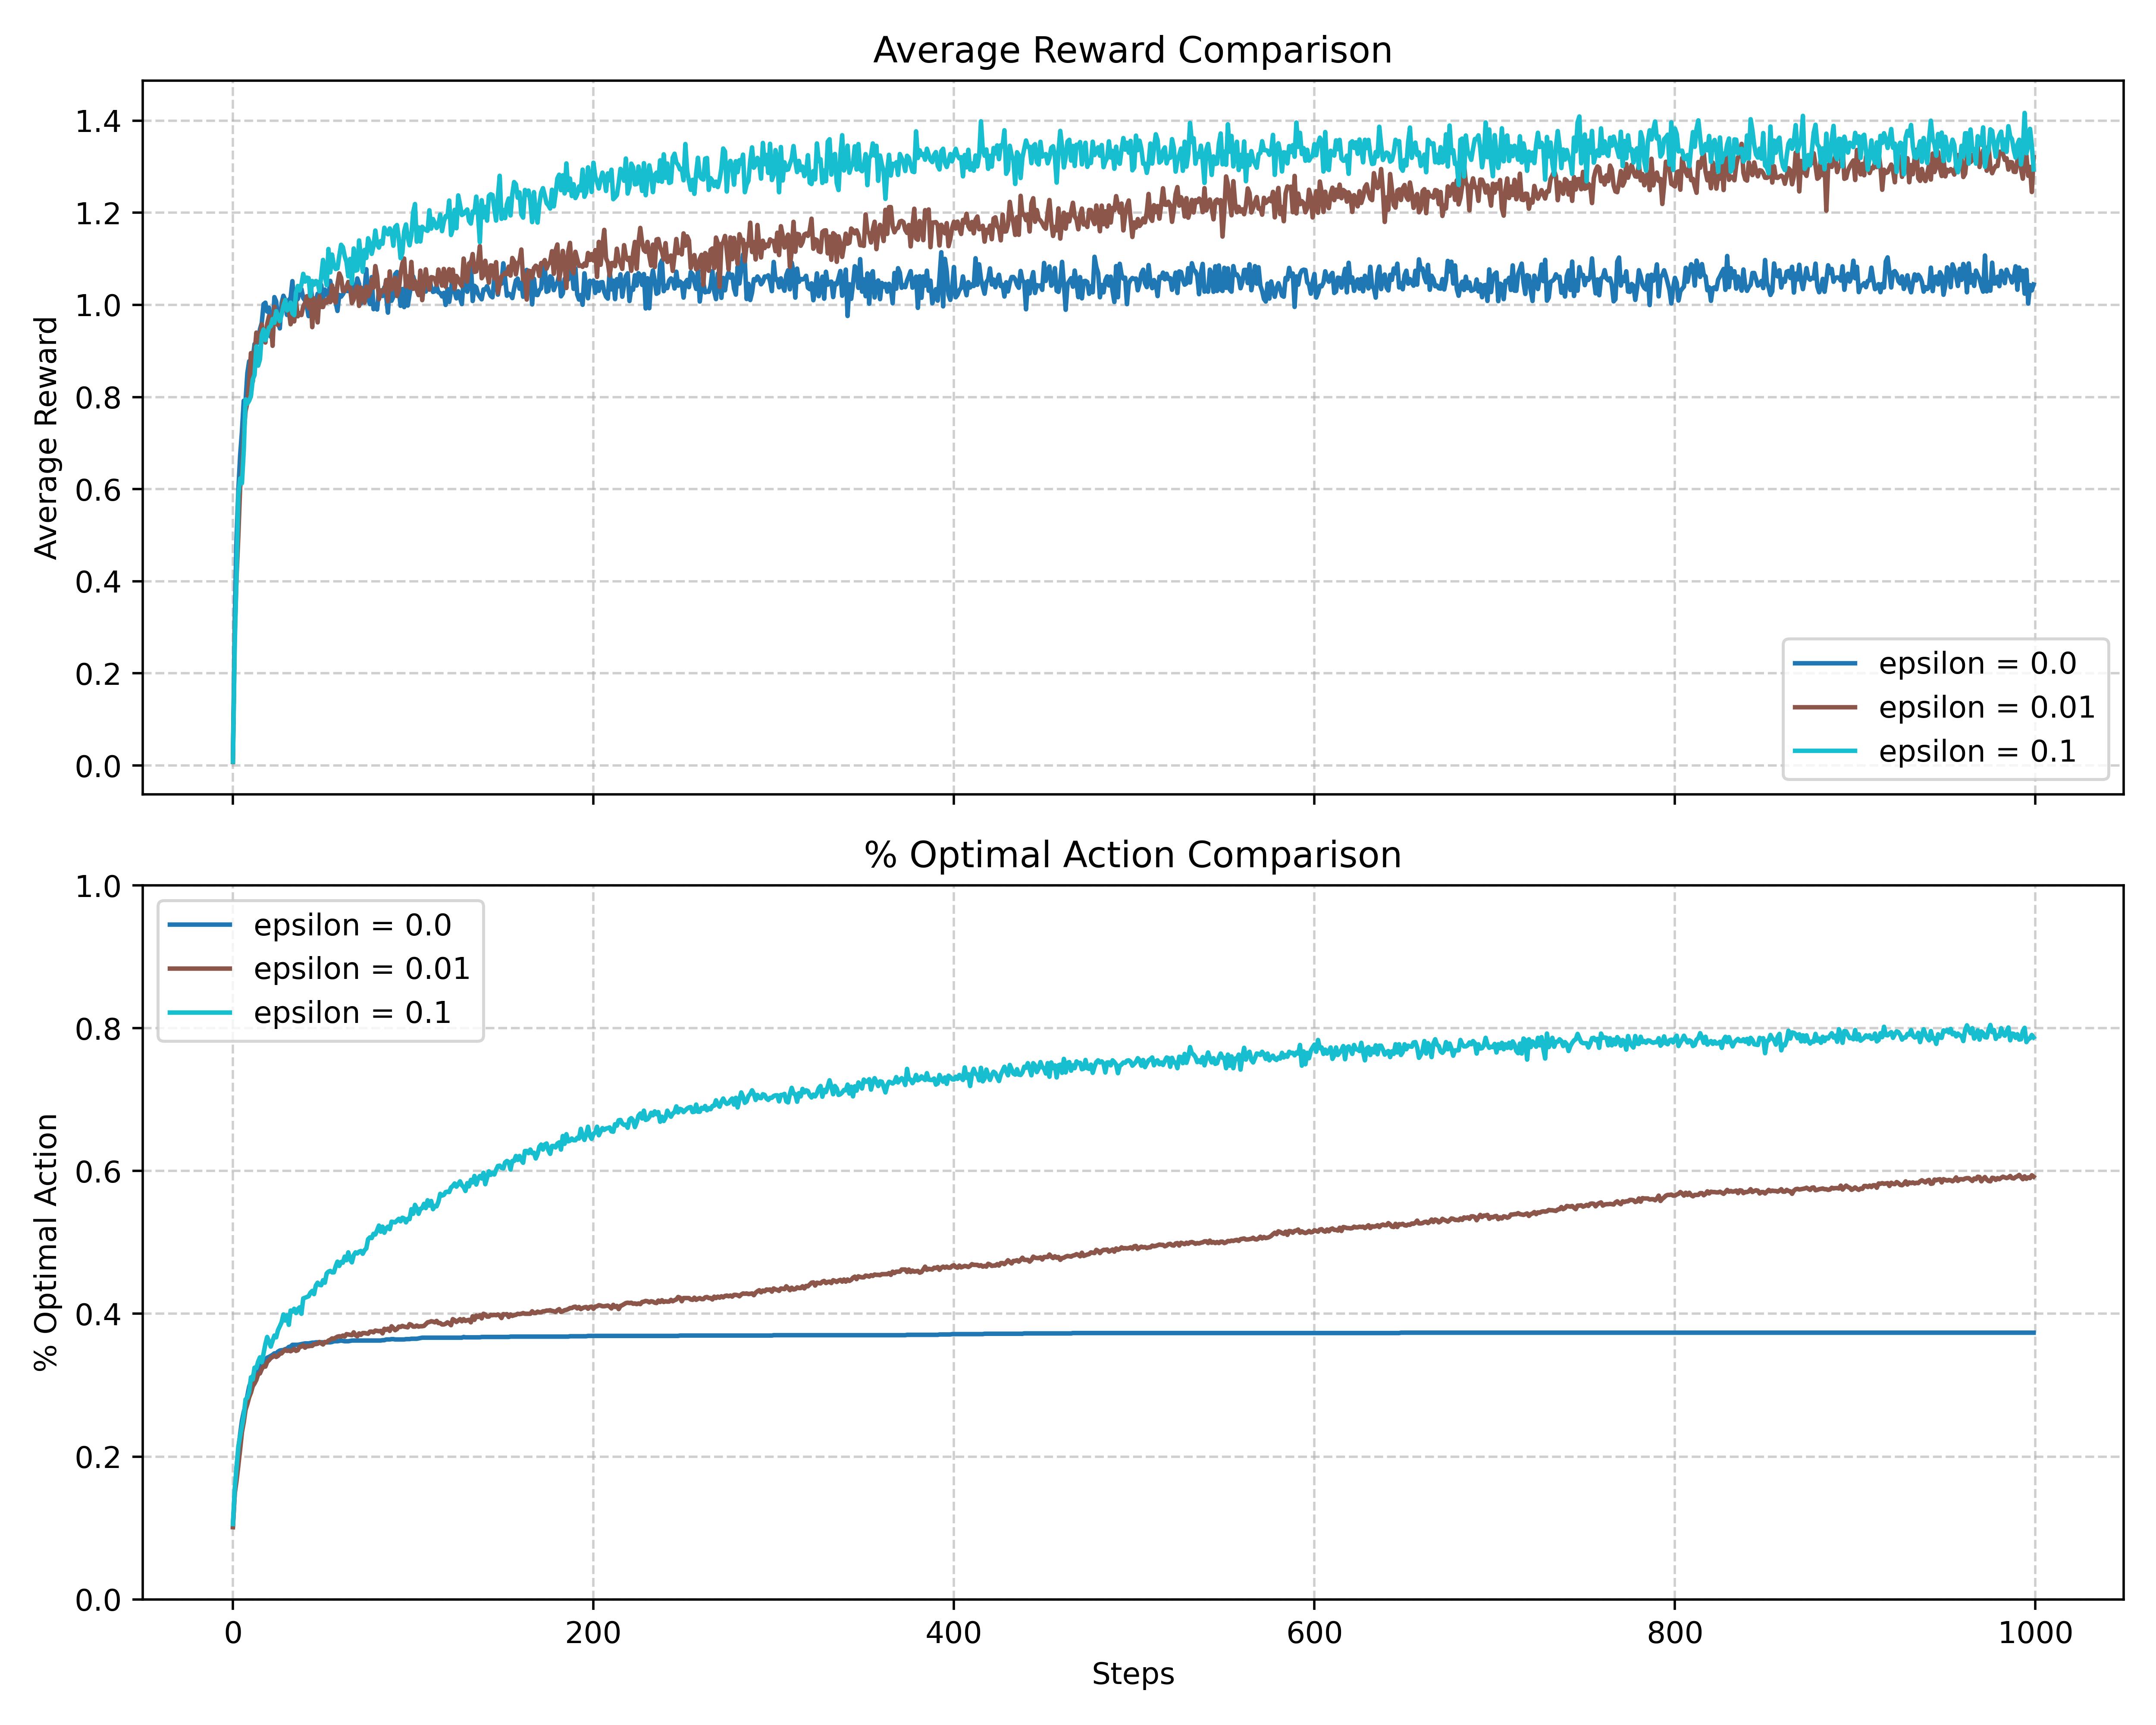 Average Reward Comparison
Average Reward
1.4
1.2
1.0
0.8
0.6
0.4
0.2
0.0
epsilon = 0.0
epsilon = 0.01
epsilon = 0.1
% Optimal Action Comparison
% Optimal Action
1.0
0.8
0.6
0.4
0.2
0.0
epsilon = 0.0
epsilon = 0.01
epsilon = 0.1
0 200 400 600 800 1000
Steps